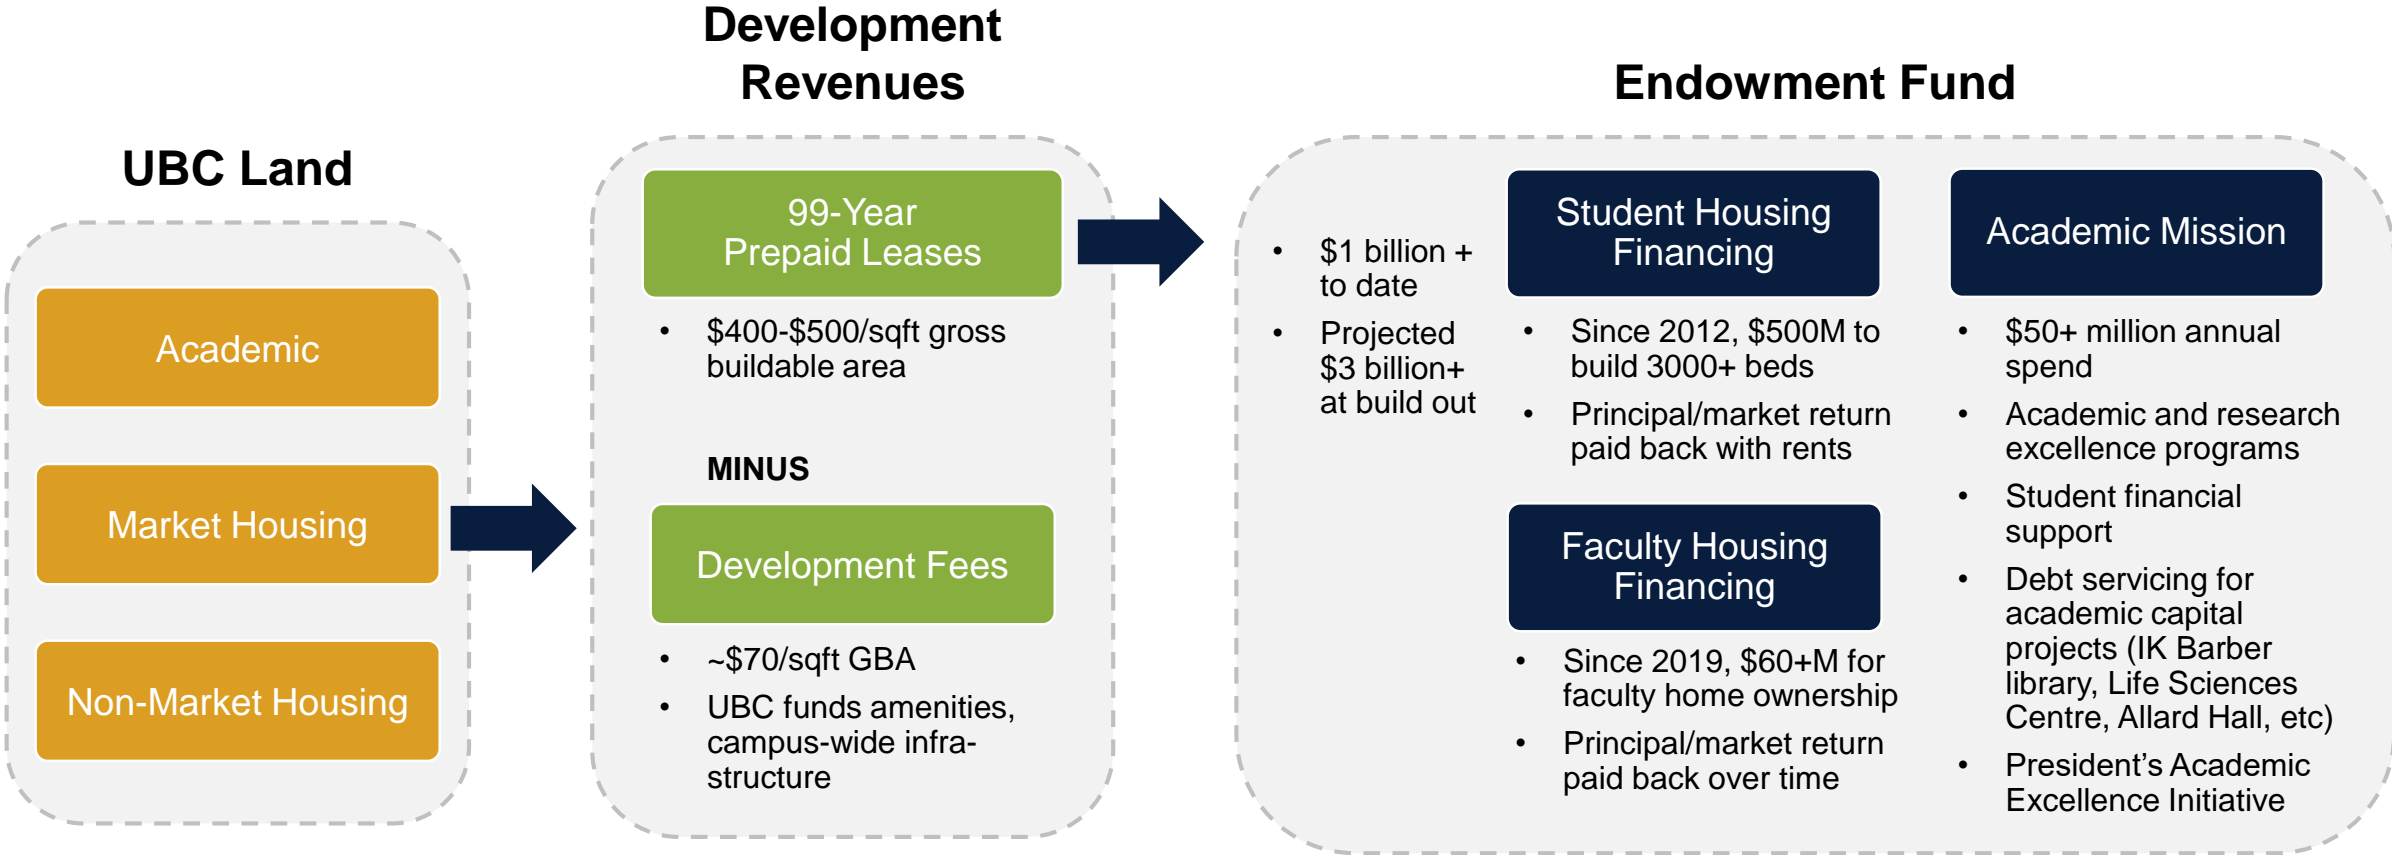 UBC Land
Academic
Market Housing
Non-Market Housing
Development
Revenues
99-Year
Prepaid Leases
• $400-$500/sqft gross
buildable area
MINUS
Development Fees
• ~$70/sqft GBA
• UBC funds amenities,
campus-wide infra-
structure
Endowment Fund
• $1 billion +
to date
• Projected
$3 billion+
at build out
Student Housing
Financing
• Since 2012, $500M to
build 3000+ beds
• Principal/market return
paid back with rents
Faculty Housing
Financing
• Since 2019, $60+M for
faculty home ownership
• Principal/market return
paid back over time
Academic Mission
• $50+ million annual
spend
• Academic and research
excellence programs
• Student financial
support
• Debt servicing for
academic capital
projects (IK Barber
library, Life Sciences
Centre, Allard Hall, etc)
• President’s Academic
Excellence Initiative